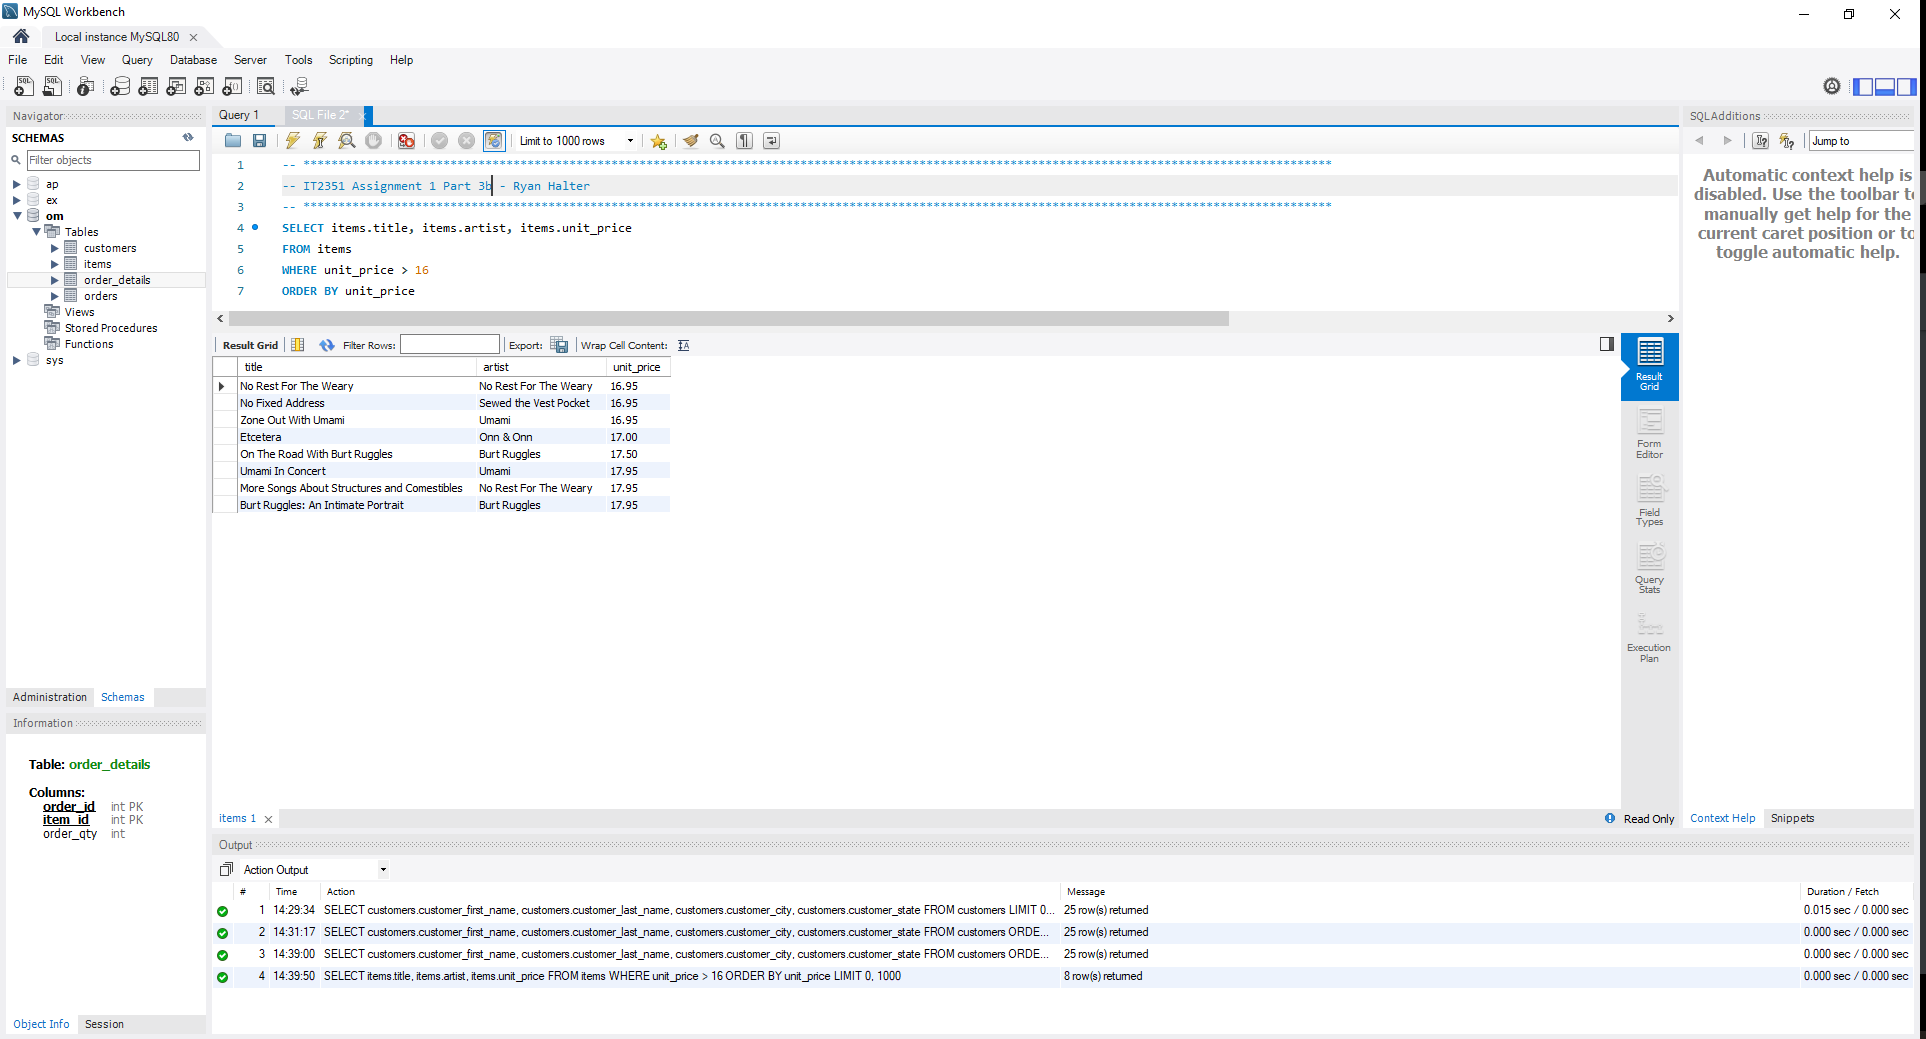 MySQL Workbench
Local instance MySQL80
File Edit View Query Database Server Tools Scripting Help
Navigator
SCHEMAS
Filter objects
ap
ex
om
Tables
customers
items
order_details
orders
Views
Stored Procedures
Functions
sys
Administration Schemas
Information
Table: order_details
Columns:
order_id int PK
item_id int PK
order_qty int
Object Info Session
Query 1 SQL File 2*
Limit to 1000 rows
1 -- ***************************************************************************************************************************************************
2 -- IT2351 Assignment 1 Part 3b - Ryan Halter
3 -- ***************************************************************************************************************************************************
4 SELECT items.title, items.artist, items.unit_price
5 FROM items
6 WHERE unit_price > 16
7 ORDER BY unit_price
Result Grid Filter Rows: Export: Wrap Cell Content:
title artist unit_price
No Rest For The Weary No Rest For The Weary 16.95
No Fixed Address Sewed the Vest Pocket 16.95
Zone Out With Umami Umami 16.95
Etcetera Onn & Onn 17.00
On The Road With Burt Ruggles Burt Ruggles 17.50
Umami In Concert Umami 17.95
More Songs About Structures and Comestibles No Rest For The Weary 17.95
Burt Ruggles: An Intimate Portrait Burt Ruggles 17.95
Result
Grid
Form
Editor
Field
Types
Query
Stats
Execution
Plan
items 1 Read Only
SQLAdditions
Jump to
Automatic context help is
disabled. Use the toolbar to
manually get help for the
current caret position or to
toggle automatic help.
Context Help Snippets
Output
Action Output
# Time Action Message Duration / Fetch
1 14:29:34 SELECT customers.customer_first_name, customers.customer_last_name, customers.customer_city, customers.customer_state FROM customers LIMIT 0... 25 row(s) returned 0.015 sec / 0.000 sec
2 14:31:17 SELECT customers.customer_first_name, customers.customer_last_name, customers.customer_city, customers.customer_state FROM customers ORDE... 25 row(s) returned 0.000 sec / 0.000 sec
3 14:39:00 SELECT customers.customer_first_name, customers.customer_last_name, customers.customer_city, customers.customer_state FROM customers ORDE... 25 row(s) returned 0.000 sec / 0.000 sec
4 14:39:50 SELECT items.title, items.artist, items.unit_price FROM items WHERE unit_price > 16 ORDER BY unit_price LIMIT 0, 1000 8 row(s) returned 0.000 sec / 0.000 sec